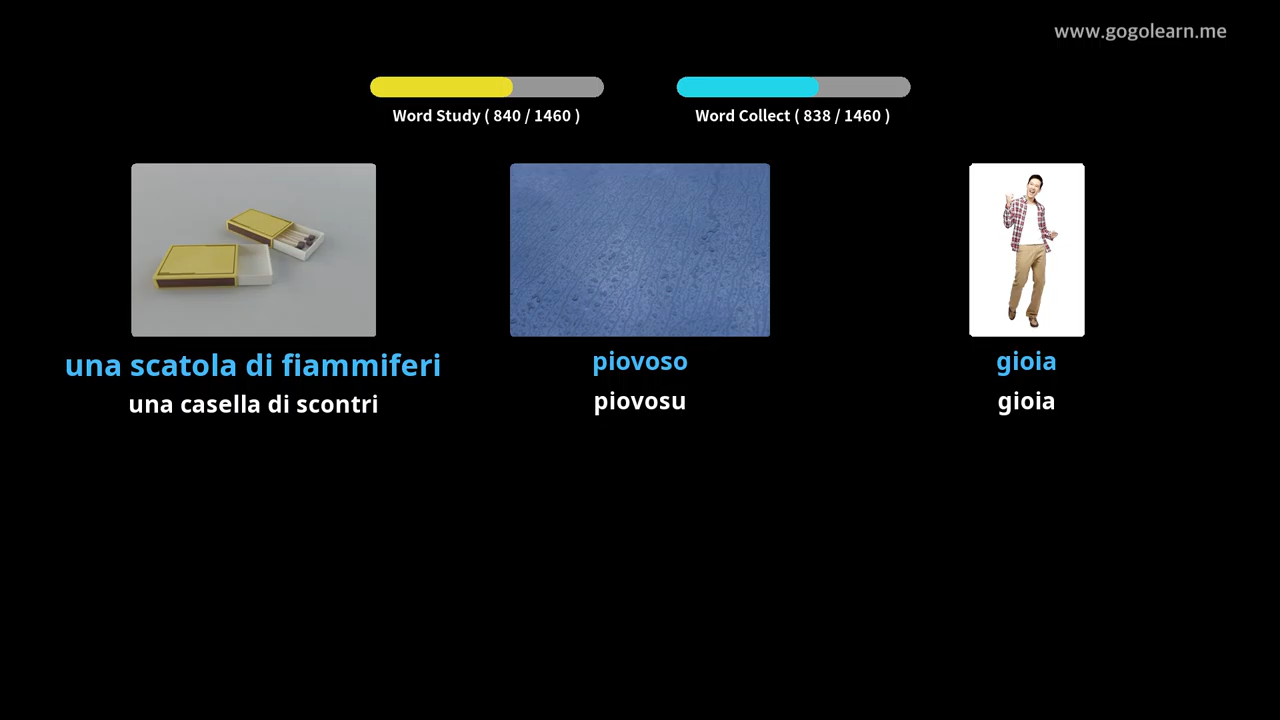 www.gogolearn.me
Word Study ( 840 / 1460 )
Word Collect ( 838 / 1460 )
una scatola di fiammiferi
una casella di scontri
piovoso
piovosu
gioia
gioia